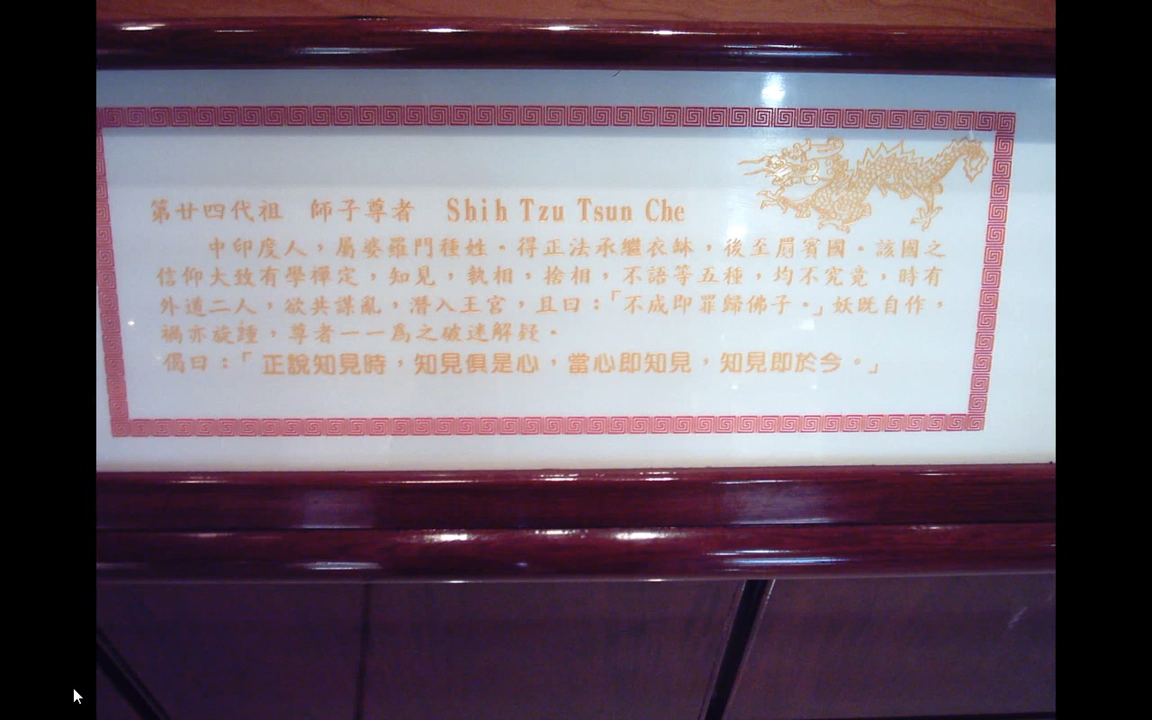 第廿四代祖　師子尊者　Shih Tzu Tsun Che
中印度人，屬婆羅門種姓。得正法承繼衣缽，後至罽賓國。該國之
信仰大致有學禪定，知見，執相，捨相，不語等五種，均不究竟，時有
外道二人，欲共謀亂，潛入王宮，且曰：「不成即罪歸佛子。」妖既自作，
禍亦旋踵，尊者一一為之破迷解疑。
偈曰：「正說知見時，知見俱是心，當心即知見，知見即於今。」